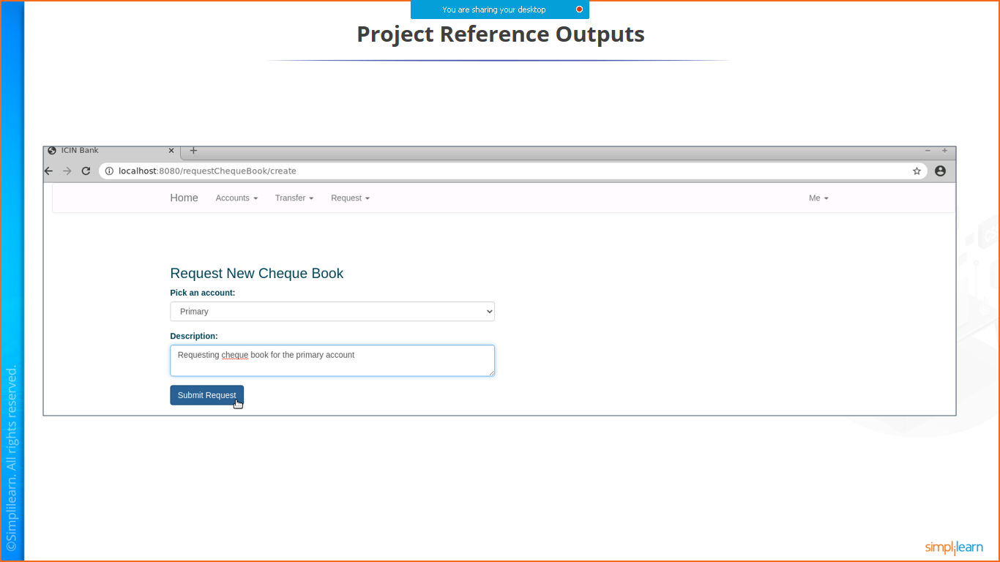 You are sharing your desktop
Project Reference Outputs
ICIN Bank
localhost:8080/requestChequeBook/create
Home Accounts Transfer Request Me
Request New Cheque Book
Pick an account:
Primary
Description:
Requesting cheque book for the primary account
Submit Request
©Simplilearn. All rights reserved.
simplilearn